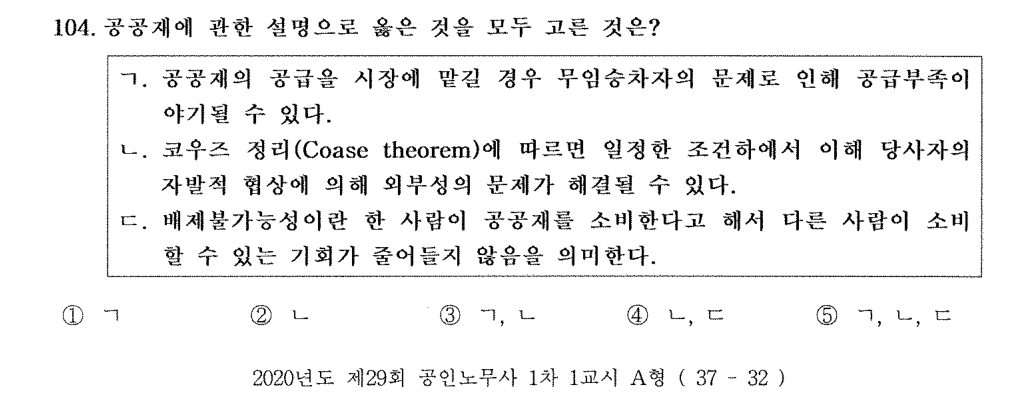 104. 공공재에 관한 설명으로 옳은 것을 모두 고른 것은?
ㄱ. 공공재의 공급을 시장에 맡길 경우 무임승차자의 문제로 인해 공급부족이
야기될 수 있다.
ㄴ. 코우즈 정리(Coase theorem)에 따르면 일정한 조건하에서 이해 당사자의
자발적 협상에 의해 외부성의 문제가 해결될 수 있다.
ㄷ. 배제불가능성이란 한 사람이 공공재를 소비한다고 해서 다른 사람이 소비
할 수 있는 기회가 줄어들지 않음을 의미한다.
① ㄱ ② ㄴ ③ ㄱ, ㄴ ④ ㄴ, ㄷ ⑤ ㄱ, ㄴ, ㄷ
2020년도 제29회 공인노무사 1차 1교시 A형 ( 37 - 32 )